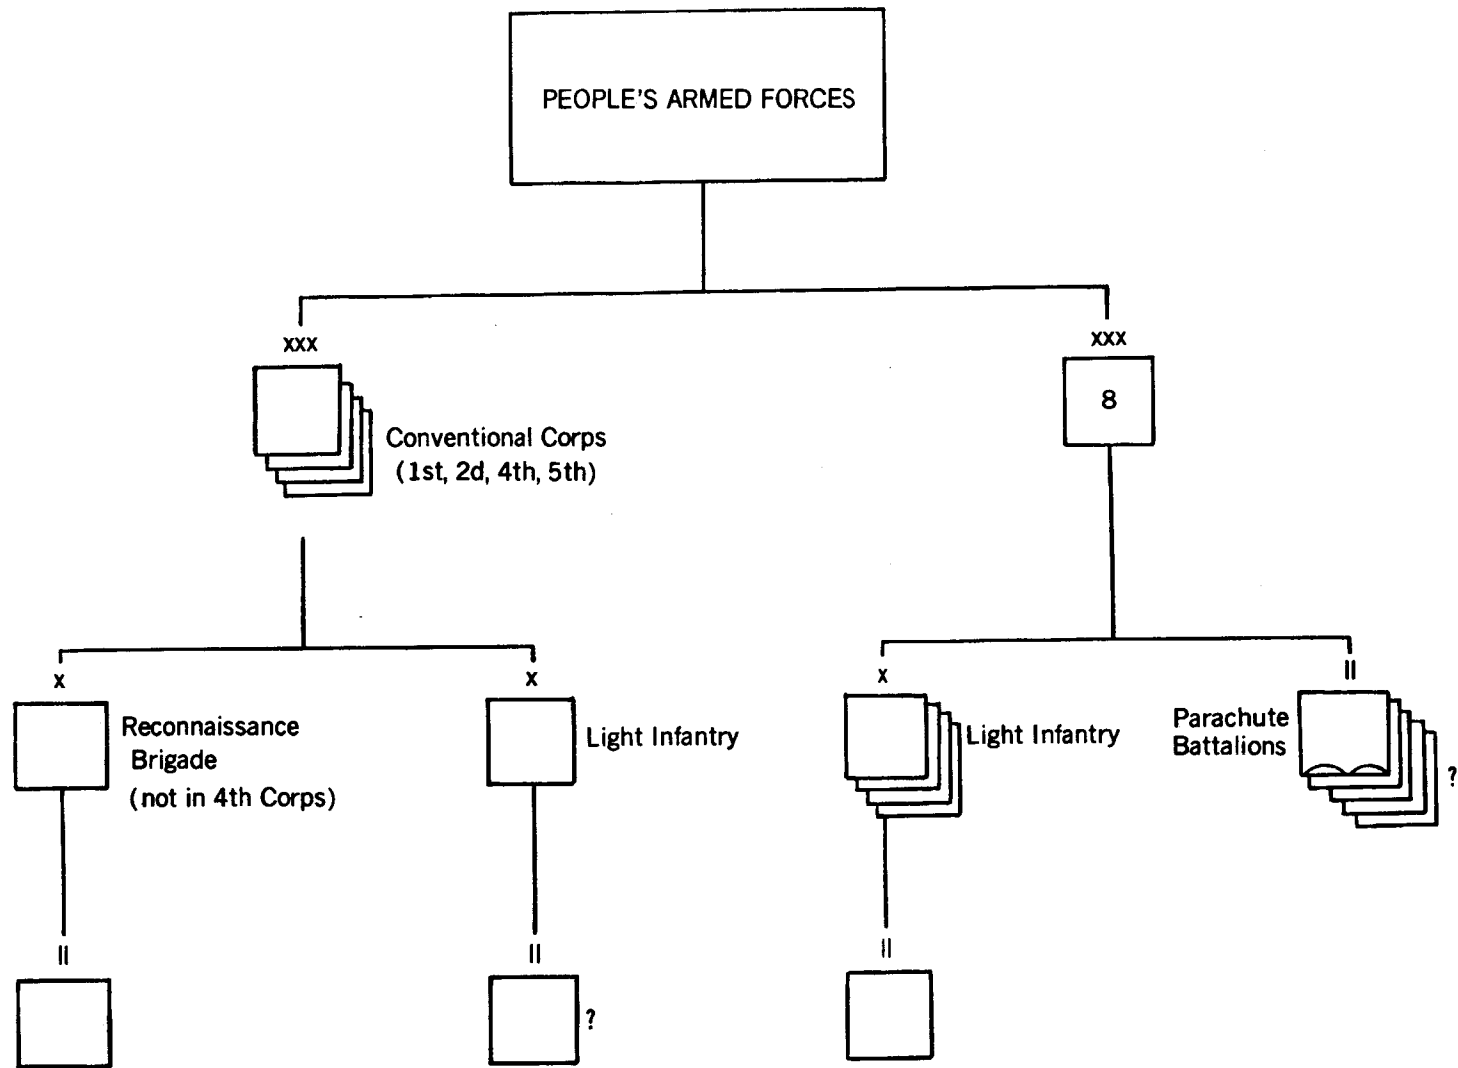 PEOPLE'S ARMED FORCES
XXX
XXX
8
Conventional Corps
(1st, 2d, 4th, 5th)
X
X
X
II
Reconnaissance
Brigade
(not in 4th Corps)
Light Infantry
Light Infantry
Parachute
Battalions
?
II
II
?
II